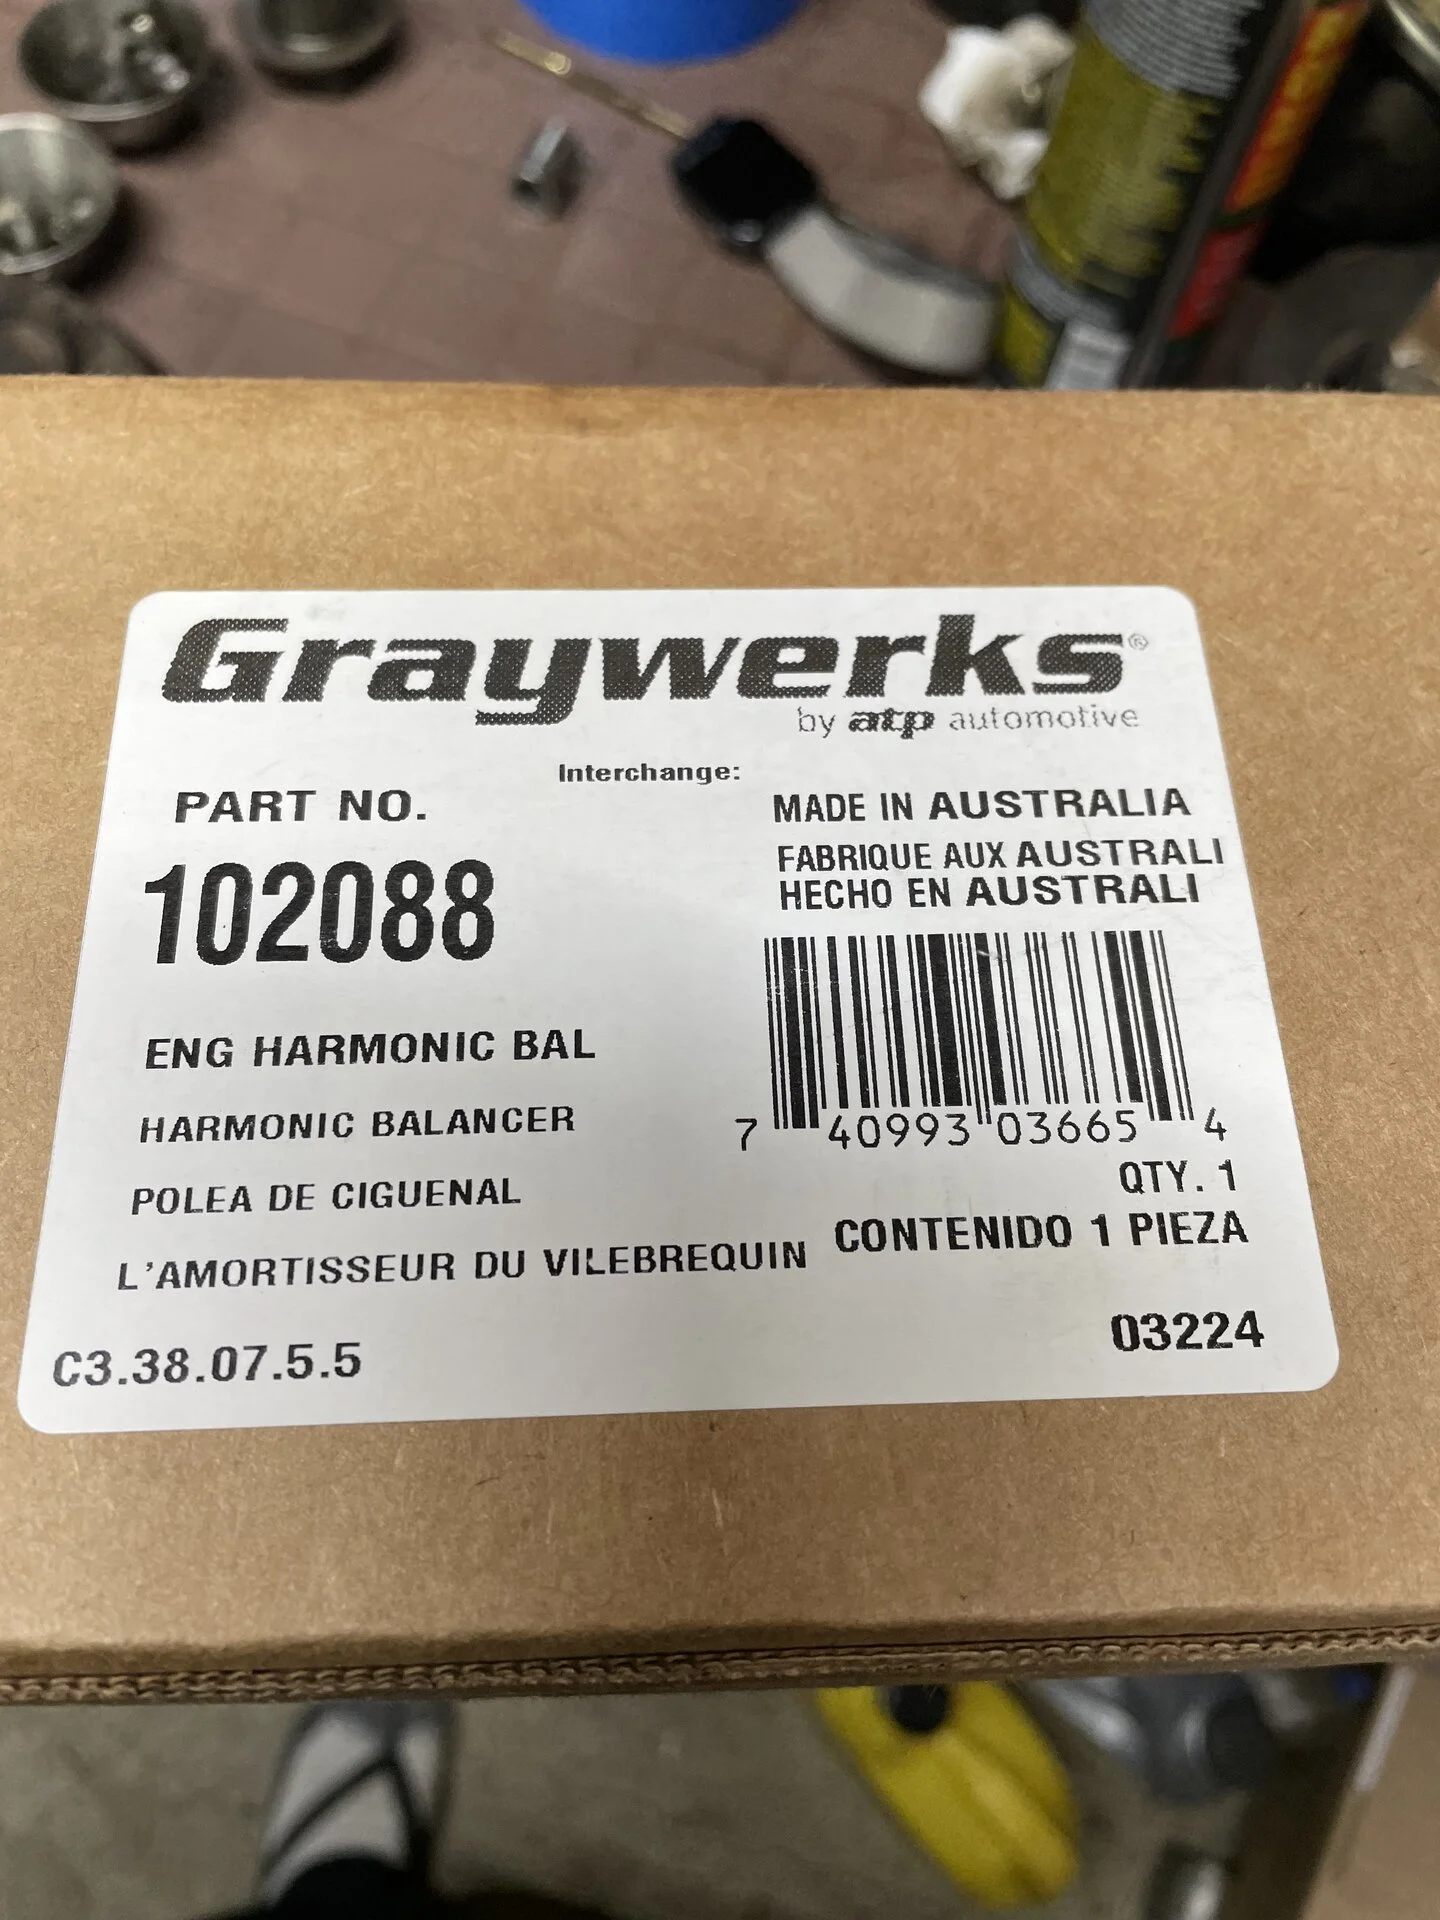 Graywerks®
by atp automotive
Interchange:
PART NO.
102088
MADE IN AUSTRALIA
FABRIQUE AUX AUSTRALI
HECHO EN AUSTRALI
ENG HARMONIC BAL
HARMONIC BALANCER
POLEA DE CIGUENAL
L'AMORTISSEUR DU VILEBREQUIN
7 40993 03665 4
QTY. 1
CONTENIDO 1 PIEZA
C3.38.07.5.5
03224